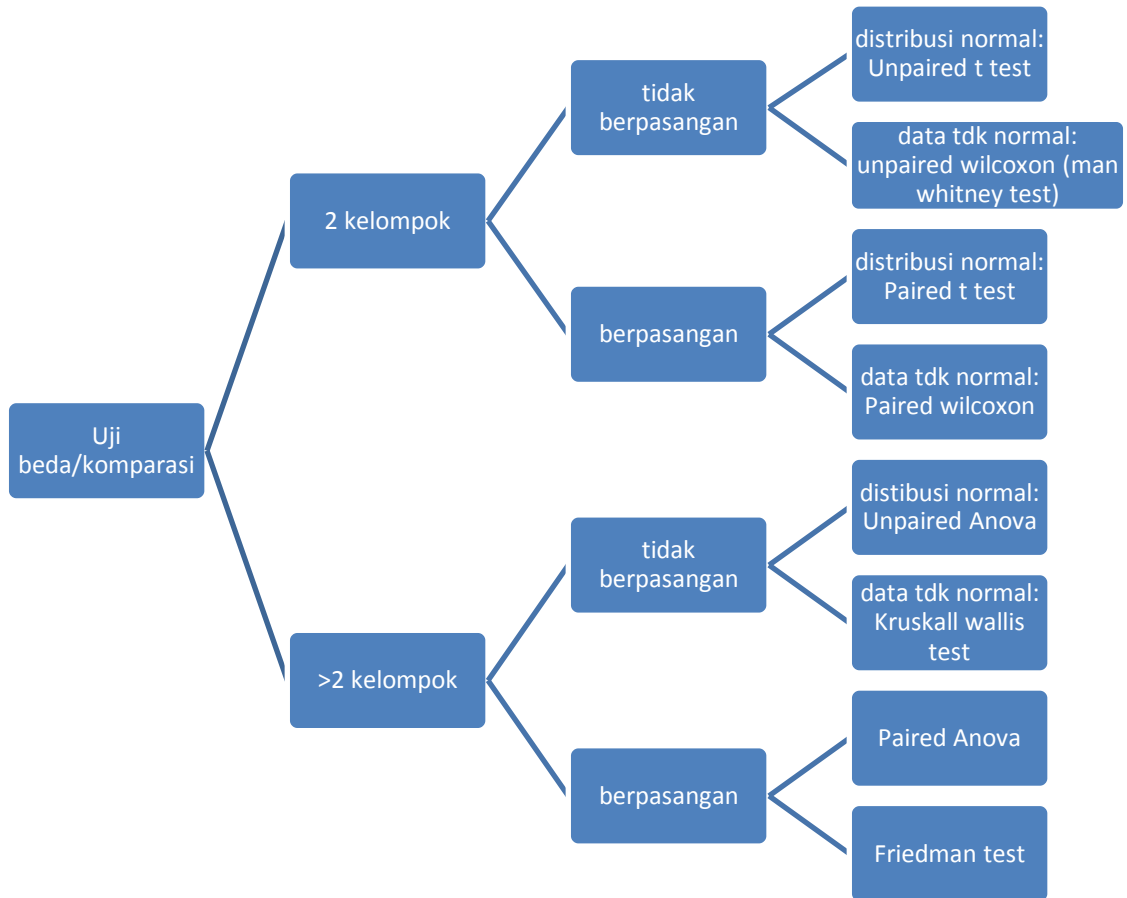 Uji
beda/komparasi
2 kelompok
tidak
berpasangan
distribusi normal:
Unpaired t test
data tdk normal:
unpaired wilcoxon (man
whitney test)
berpasangan
distribusi normal:
Paired t test
data tdk normal:
Paired wilcoxon
>2 kelompok
tidak
berpasangan
distibusi normal:
Unpaired Anova
data tdk normal:
Kruskall wallis
test
berpasangan
Paired Anova
Friedman test